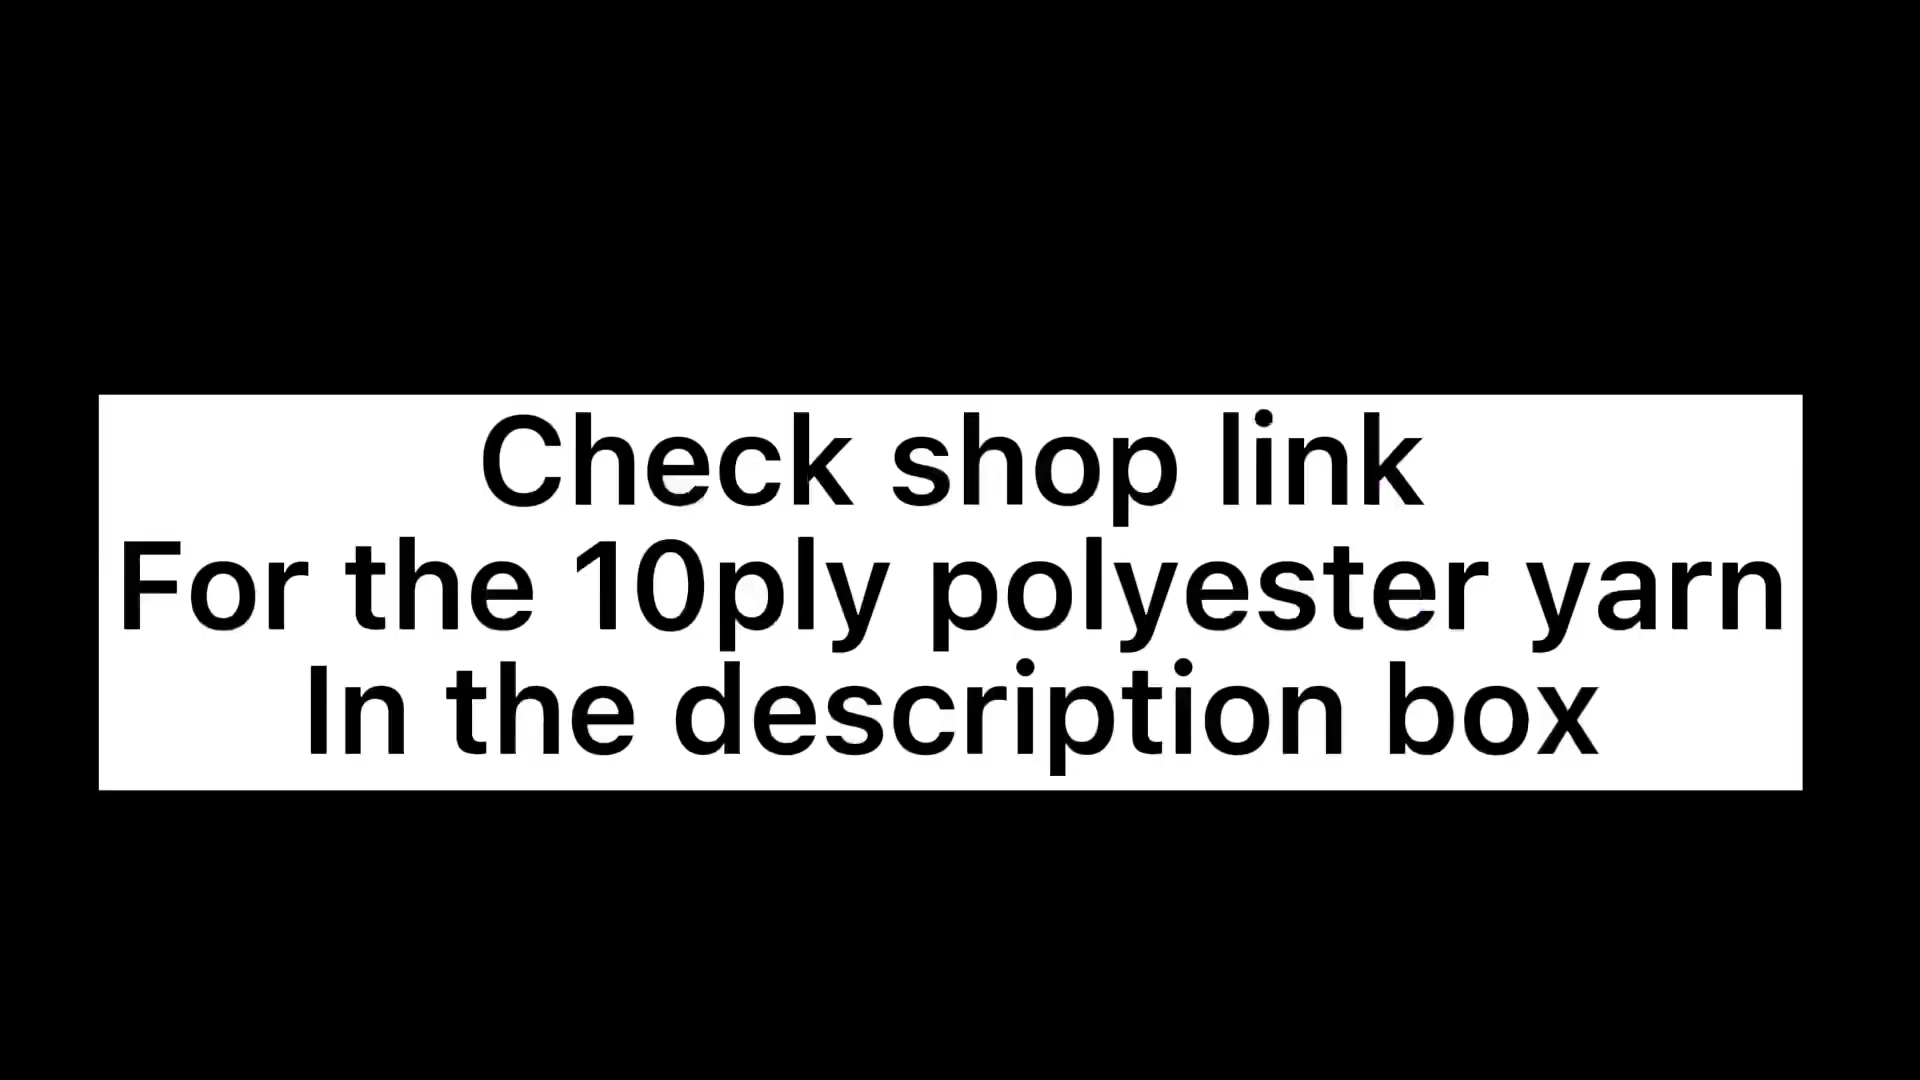 Check shop link
For the 10ply polyester yarn
In the description box